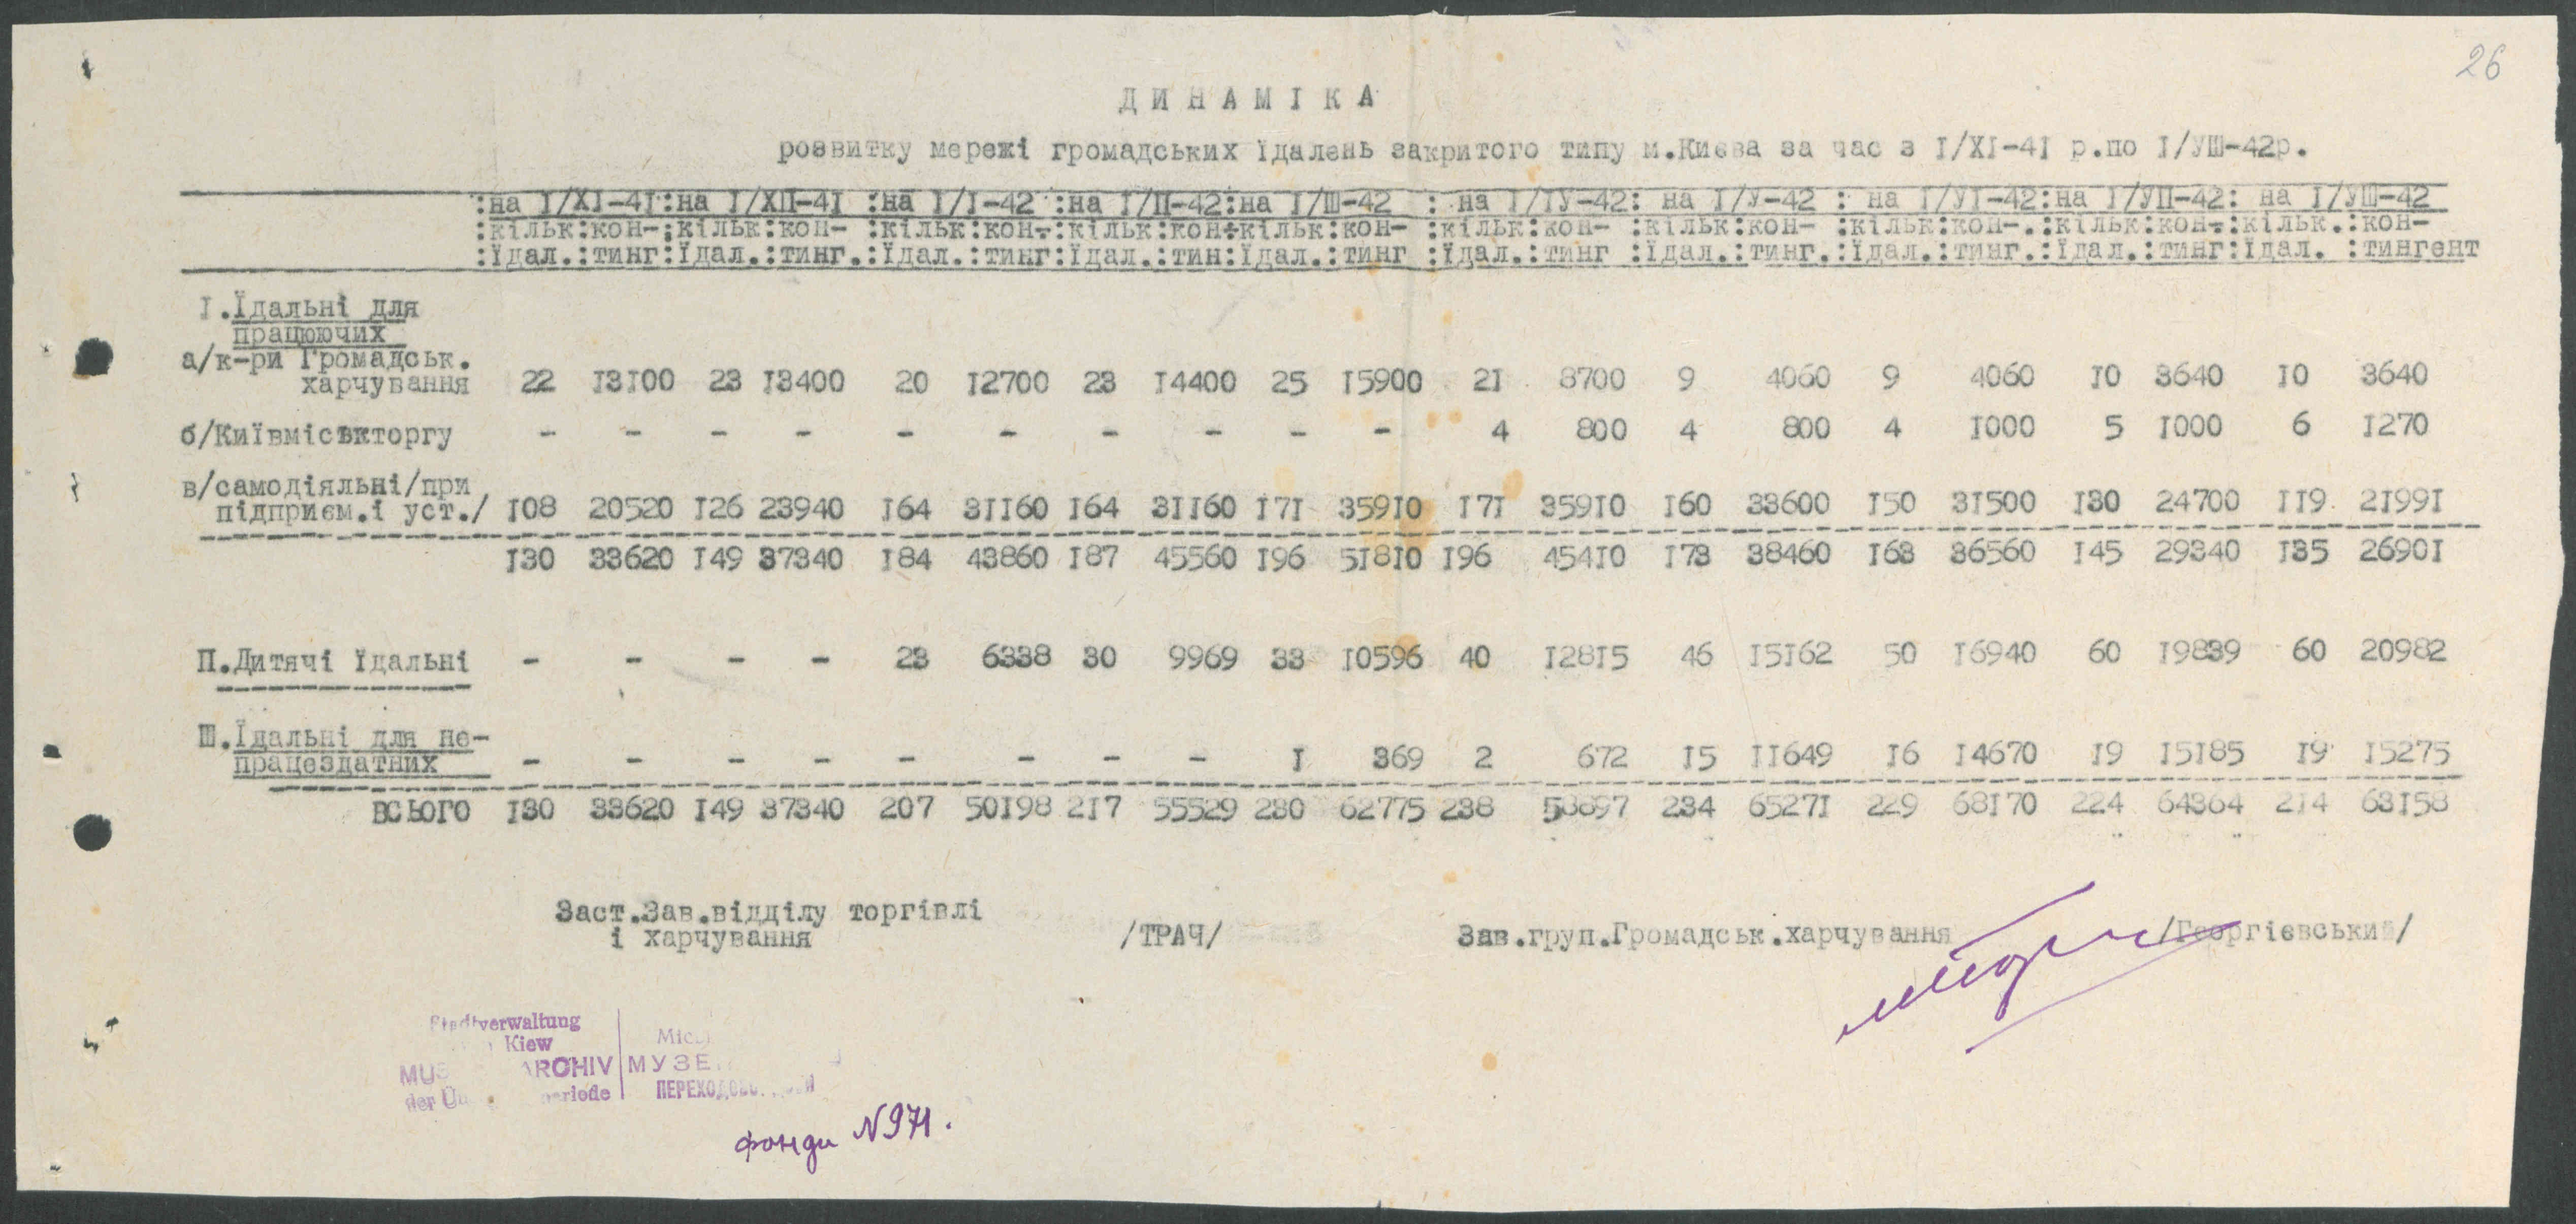 26
ДИНАМІКА
розвитку мережі громадських їдалень закритого типу м.Києва за час з I/XI-4I р.по I/УШ-42р.
:на I/XI-4I:на I/XII-4I :на I/I-42 :на I/II-42:на I/Ш-42 : на I/IУ-42: на I/У-42 : на I/УI-42:на I/УП-42: на I/УШ-42
:кільк:кон-:кільк:кон- :кільк:кон-:кільк:кон-:кільк:кон- :кільк:кон- :кільк:кон- :кільк:кон-.:кільк:кон-:кільк.:кон-
:їдал.:тинг:їдал.:тинг.:їдал.:тинг:їдал.:тин:їдал.:тинг :їдал.:тинг :їдал.:тинг.:їдал.:тинг.:їдал.:тинг:їдал. :тингент
I.Їдальні для
працюючих
а/к-ри Громадськ.
харчування 22 I3I00 23 I3400 20 I2700 23 I4400 25 I5900 2I 8700 9 4060 9 4060 I0 3640 I0 3640
б/Київміськторгу - - - - - - - - - - 4 800 4 800 4 I000 5 I000 6 I270
в/самодіяльні/при
підприєм.і уст./ I08 20520 I26 23940 I64 3II60 I64 3II60 I7I 359I0 I7I 359I0 I60 33600 I50 3I500 I30 24700 II9 2I99I
I30 33620 I49 37340 I84 43860 I87 45560 I96 5I8I0 I96 454I0 I73 38460 I63 36560 I45 29340 I35 2690I
П.Дитячі їдальні - - - - 23 6338 30 9969 33 I0596 40 I28I5 46 I5I62 50 I6940 60 I9839 60 20982
Ш.Їдальні для не-
працездатних - - - - - - - - I 369 2 672 I5 II649 I6 I4670 I9 I5I85 I9 I5275
ВСЬОГО I30 33620 I49 37340 207 50I98 2I7 55529 230 62775 238 58897 234 6527I 229 68I70 224 64364 2I4 63I58
Заст.Зав.відділу торгівлі
і харчування /ТРАЧ/ Зав.груп.Громадськ.харчування /Георгієвський/
Stadtverwaltung
Kiew
ARCHIV
der
фонди N971.